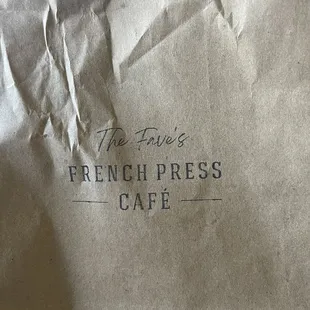 The Fave's
FRENCH PRESS
CAFÉ